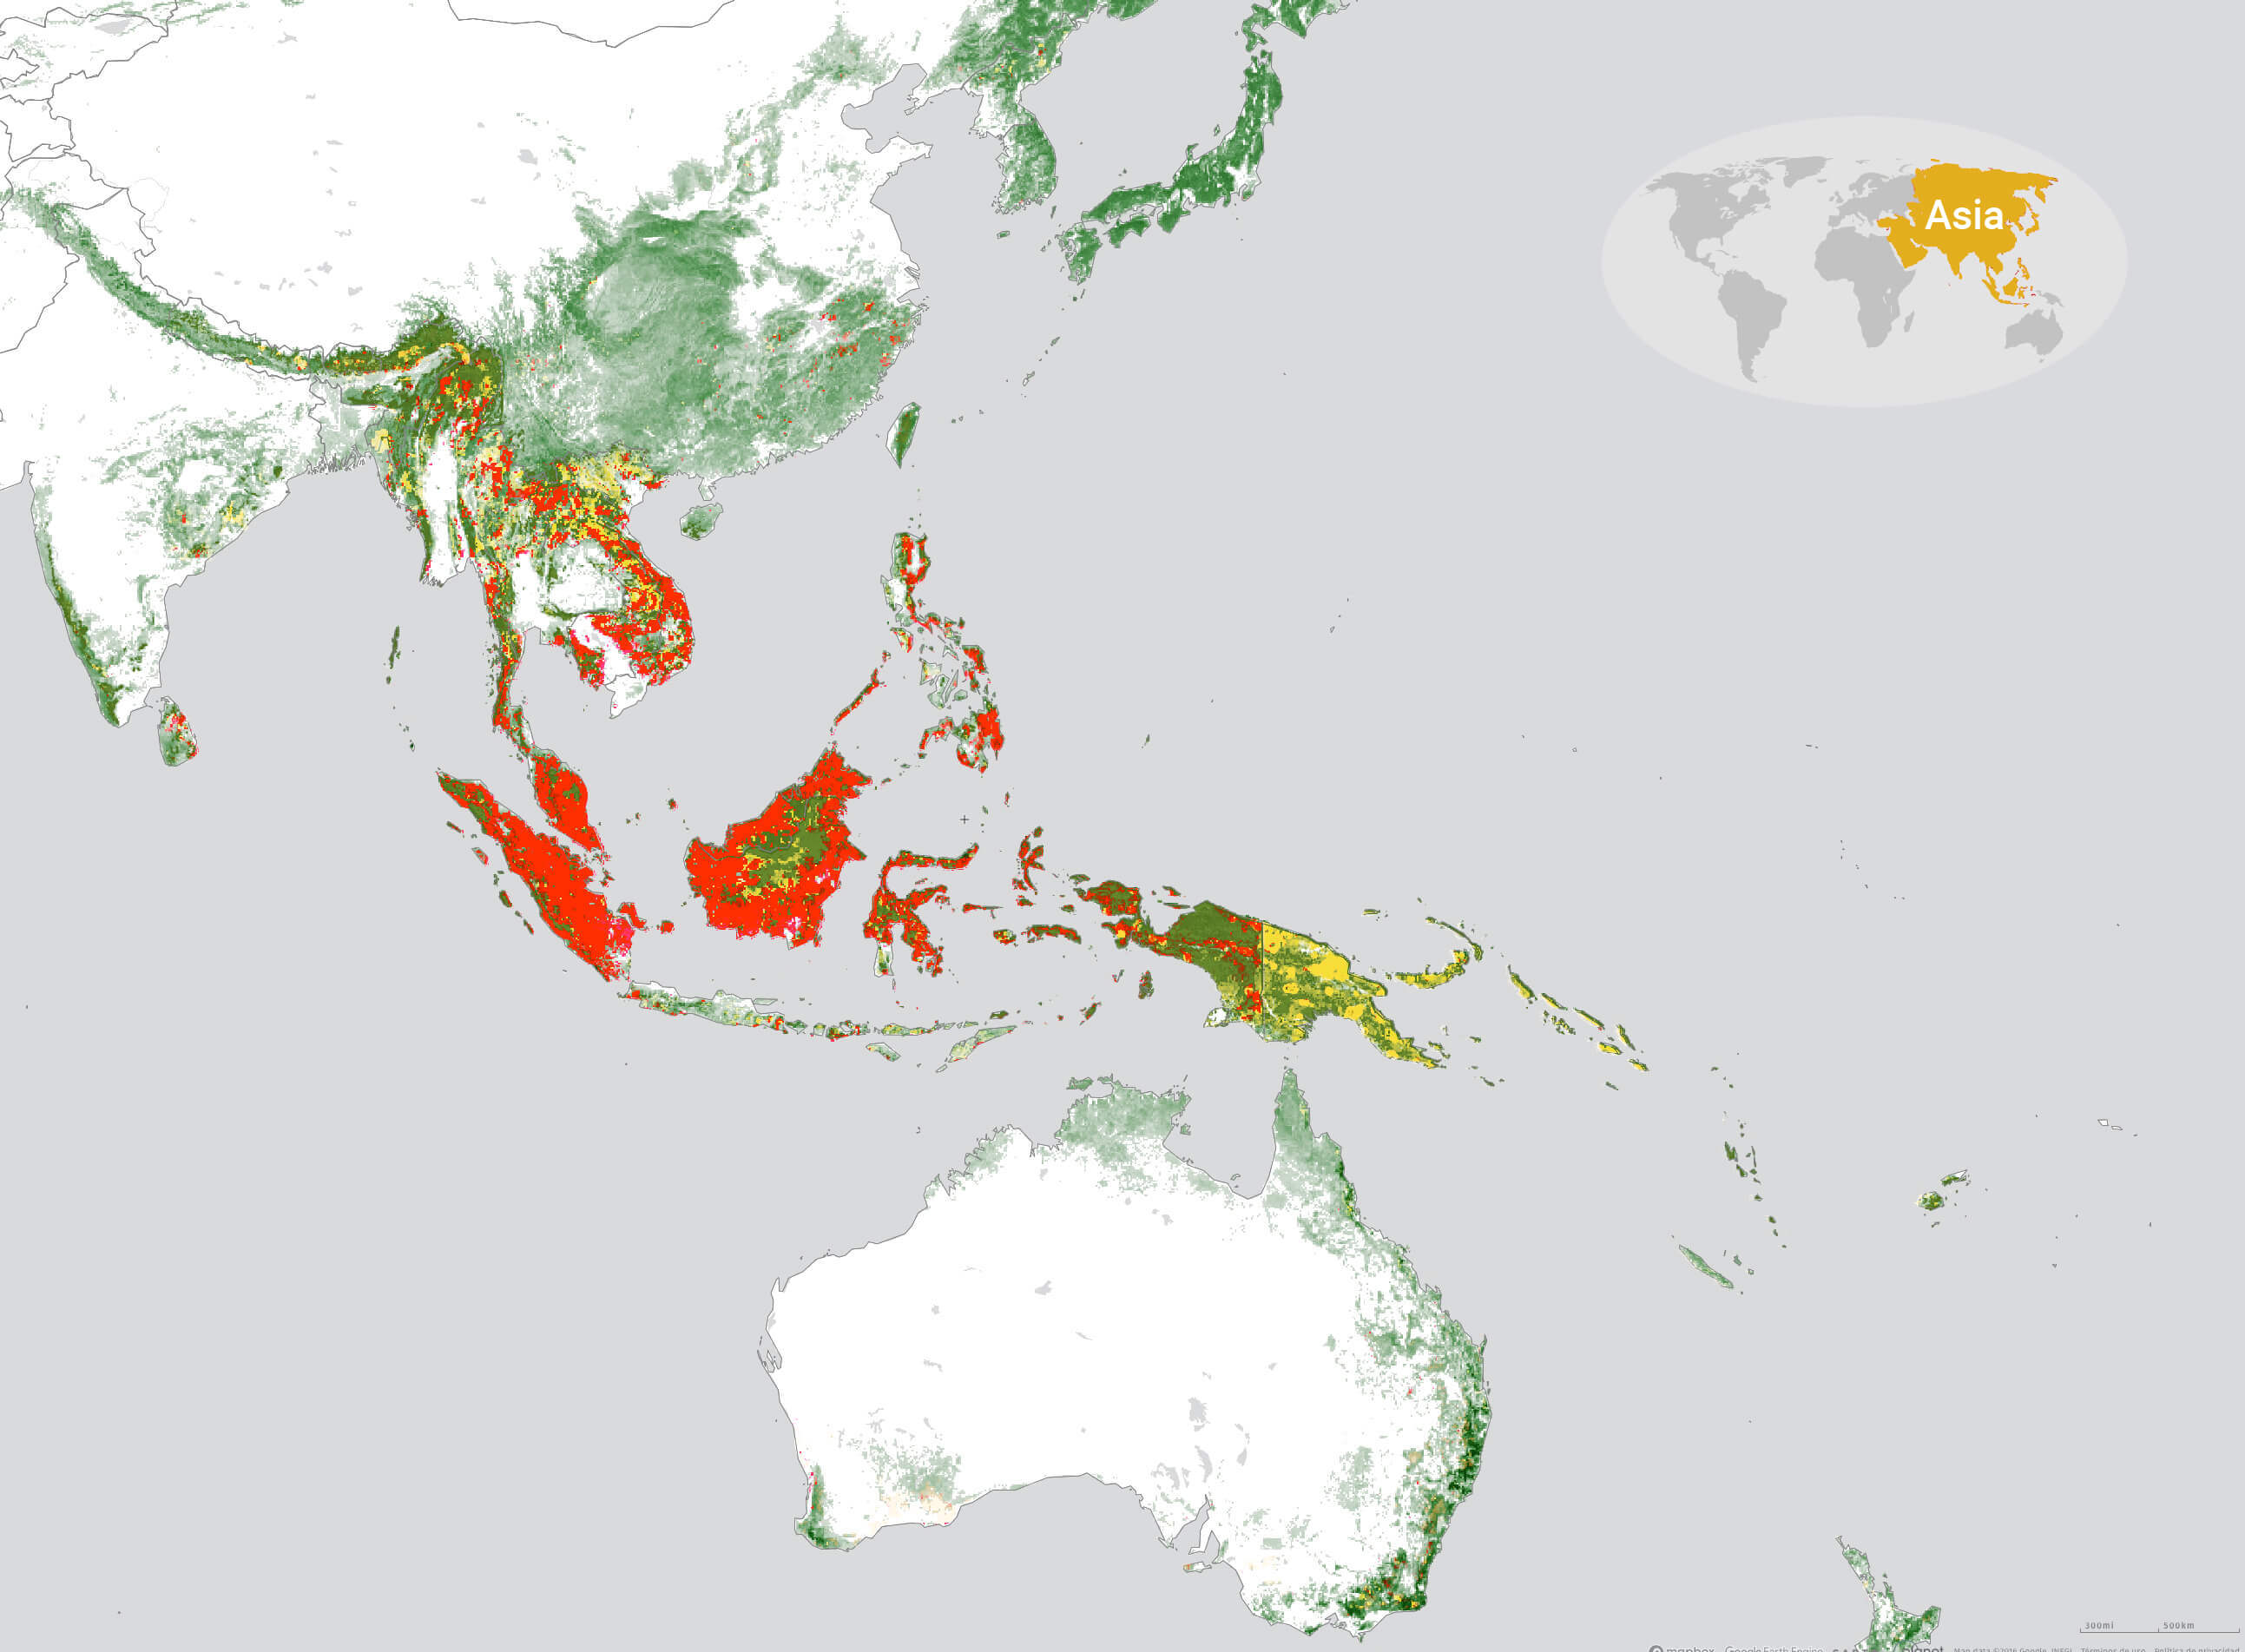 Asia
300mi
500km
mapbox Google Earth Engine
planet
Map data ©2016 Google, INEGI Términos de uso Política de privacidad